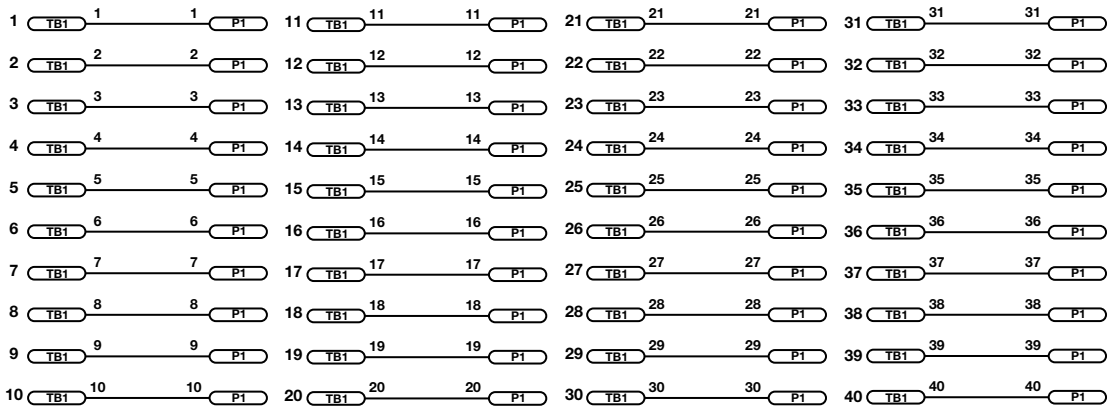 1 TB1 1 1 P1
2 TB1 2 2 P1
3 TB1 3 3 P1
4 TB1 4 4 P1
5 TB1 5 5 P1
6 TB1 6 6 P1
7 TB1 7 7 P1
8 TB1 8 8 P1
9 TB1 9 9 P1
10 TB1 10 10 P1
11 TB1 11 11 P1
12 TB1 12 12 P1
13 TB1 13 13 P1
14 TB1 14 14 P1
15 TB1 15 15 P1
16 TB1 16 16 P1
17 TB1 17 17 P1
18 TB1 18 18 P1
19 TB1 19 19 P1
20 TB1 20 20 P1
21 TB1 21 21 P1
22 TB1 22 22 P1
23 TB1 23 23 P1
24 TB1 24 24 P1
25 TB1 25 25 P1
26 TB1 26 26 P1
27 TB1 27 27 P1
28 TB1 28 28 P1
29 TB1 29 29 P1
30 TB1 30 30 P1
31 TB1 31 31 P1
32 TB1 32 32 P1
33 TB1 33 33 P1
34 TB1 34 34 P1
35 TB1 35 35 P1
36 TB1 36 36 P1
37 TB1 37 37 P1
38 TB1 38 38 P1
39 TB1 39 39 P1
40 TB1 40 40 P1